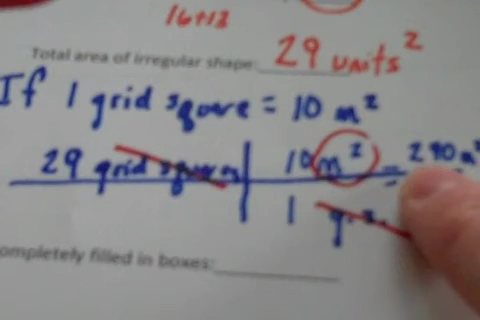 16+13
Total area of irregular shape: 29 units²
If 1 grid square = 10 m²
29 grid squares 10 m² = 290 m²
1 g.s.
ompletely filled in boxes: